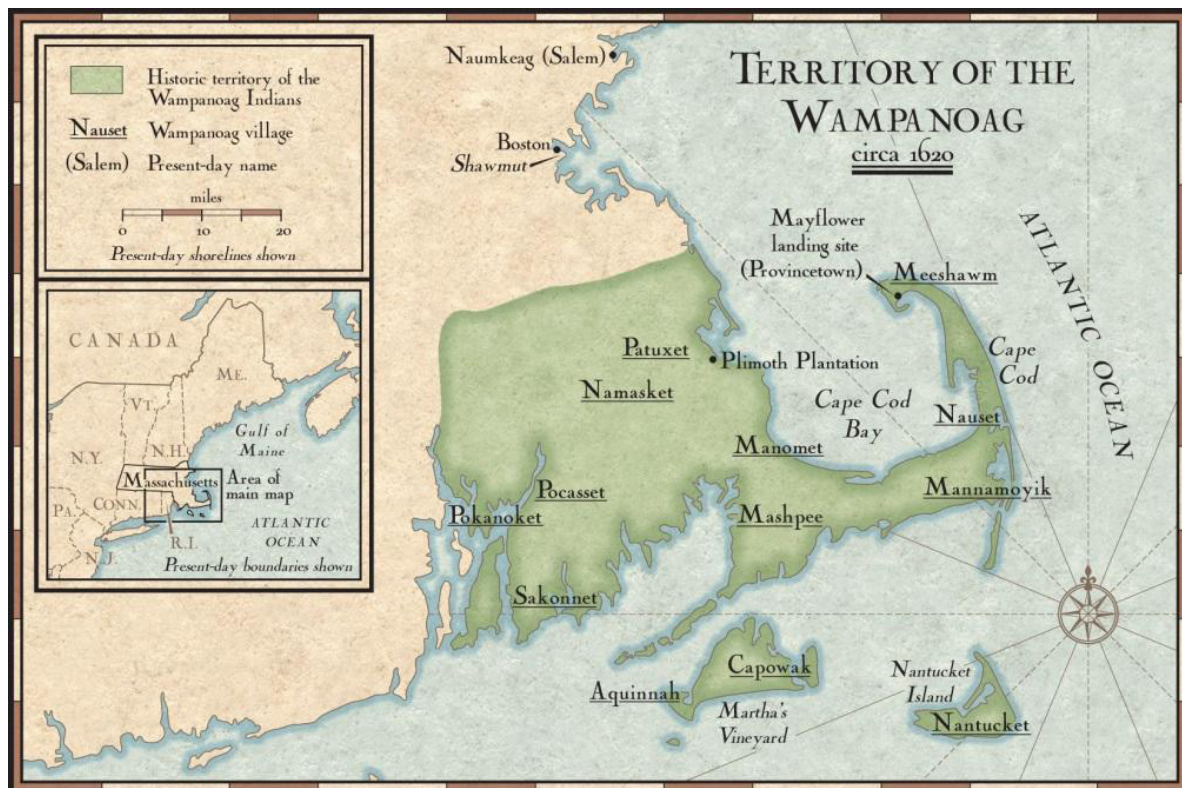 TERRITORY OF THE
WAMPANOAG
circa 1620
Historic territory of the
Wampanoag Indians
Nauset Wampanoag village
(Salem) Present-day name
miles
0 10 20
Present-day shorelines shown
CANADA
ME.
VT.
N.H.
Gulf of
Maine
N.Y.
Massachusetts
Area of
main map
CONN.
PA.
R.I.
N.J.
ATLANTIC
OCEAN
Present-day boundaries shown
Naumkeag (Salem)
Boston
Shawmut
Mayflower
landing site
(Provincetown)
Meeshawm
ATLANTIC OCEAN
Patuxet
Plimoth Plantation
Cape
Cod
Namasket
Cape Cod
Bay
Nauset
Manomet
Pocasset
Mannamoyik
Pokanoket
Mashpee
Sakonnet
Capowak
Aquinnah
Martha's
Vineyard
Nantucket
Island
Nantucket